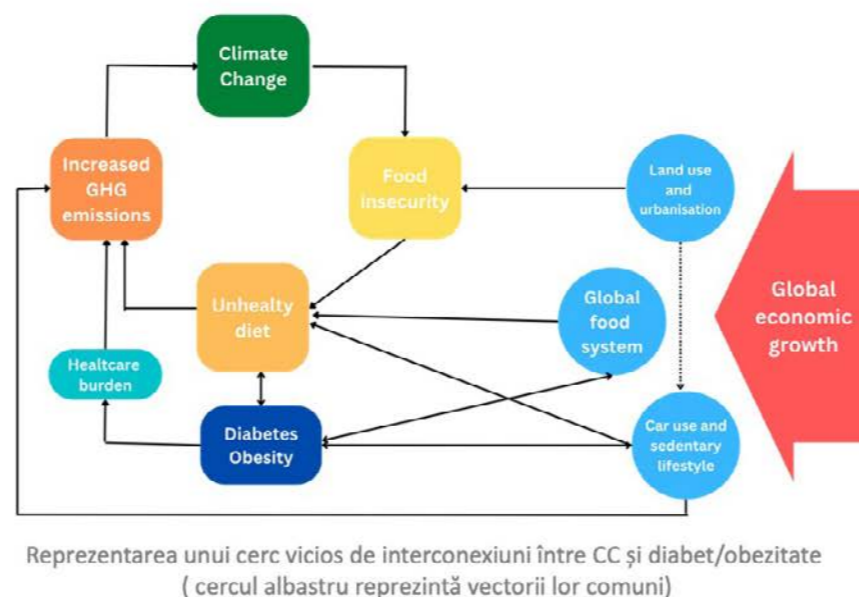 Climate
Change
Increased
GHG
emissions
Food
insecurity
Land use
and
urbanisation
Global
economic
growth
Unhealty
diet
Global
food
system
Healtcare
burden
Diabetes
Obesity
Car use and
sedentary
lifestyle
Reprezentarea unui cerc vicios de interconexiuni între CC și diabet/obezitate
( cercul albastru reprezintă vectorii lor comuni)